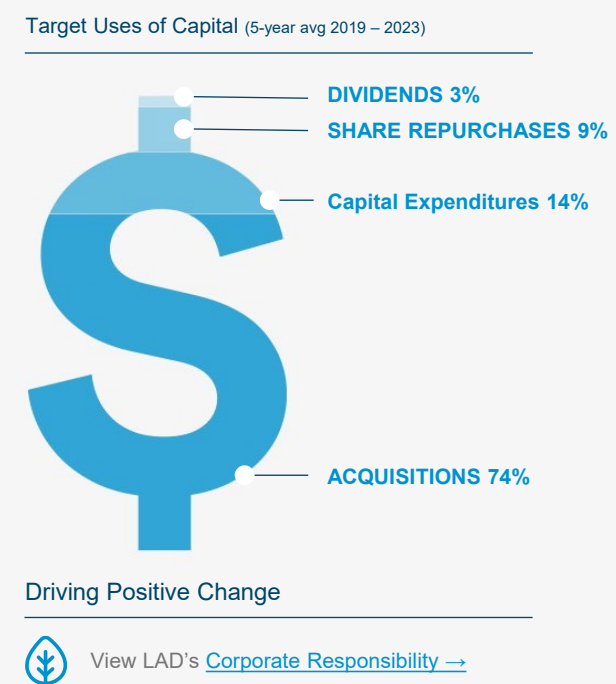 Target Uses of Capital (5-year avg 2019 – 2023)
DIVIDENDS 3%
SHARE REPURCHASES 9%
Capital Expenditures 14%
ACQUISITIONS 74%
Driving Positive Change
View LAD's Corporate Responsibility →